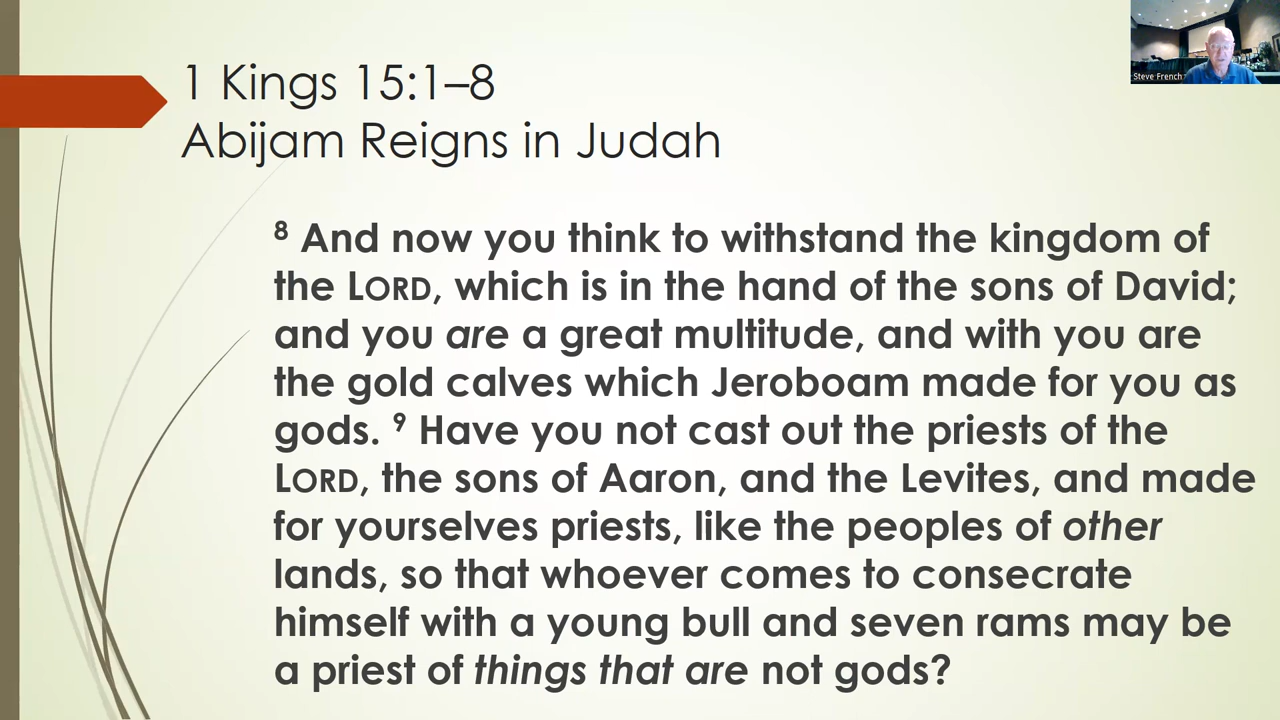 1 Kings 15:1–8
Abijam Reigns in Judah
Steve French
⁸ And now you think to withstand the kingdom of
the LORD, which is in the hand of the sons of David;
and you are a great multitude, and with you are
the gold calves which Jeroboam made for you as
gods. ⁹ Have you not cast out the priests of the
LORD, the sons of Aaron, and the Levites, and made
for yourselves priests, like the peoples of other
lands, so that whoever comes to consecrate
himself with a young bull and seven rams may be
a priest of things that are not gods?